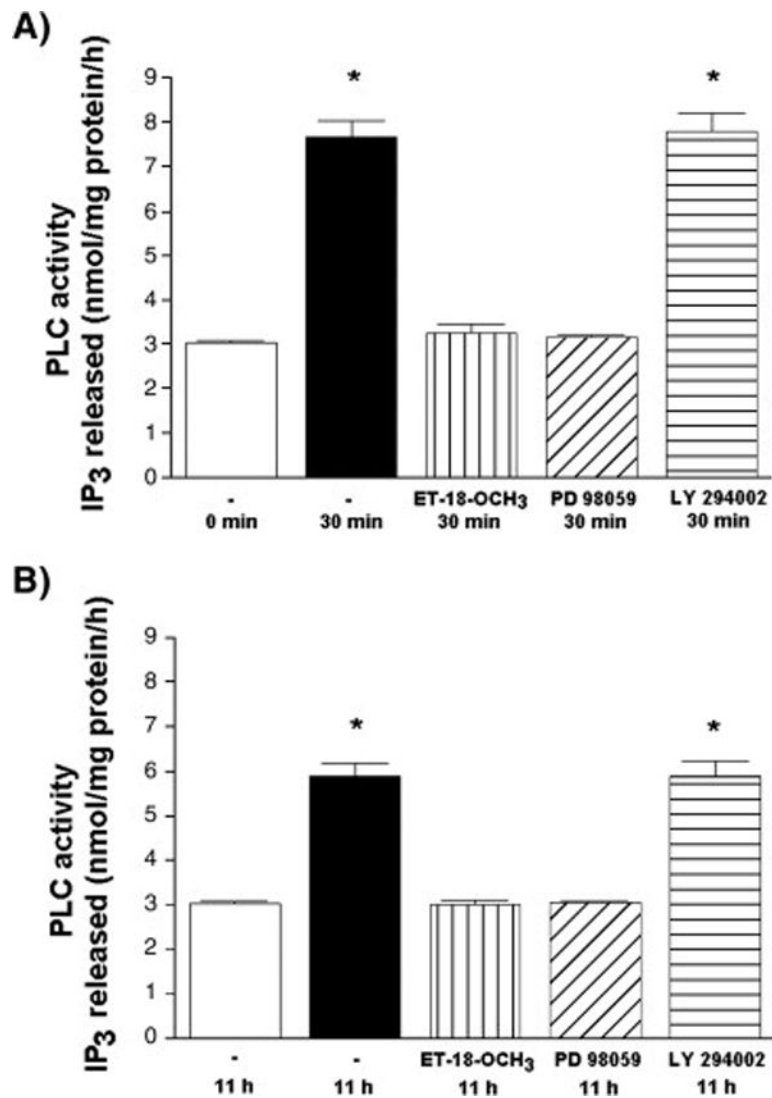 A)
PLC activity
IP3 released (nmol/mg protein/h)
9
8
7
6
5
4
3
2
1
0
* *
- - ET-18-OCH3 PD 98059 LY 294002
0 min 30 min 30 min 30 min 30 min
B)
PLC activity
IP3 released (nmol/mg protein/h)
9
8
7
6
5
4
3
2
1
0
* *
- - ET-18-OCH3 PD 98059 LY 294002
11 h 11 h 11 h 11 h 11 h